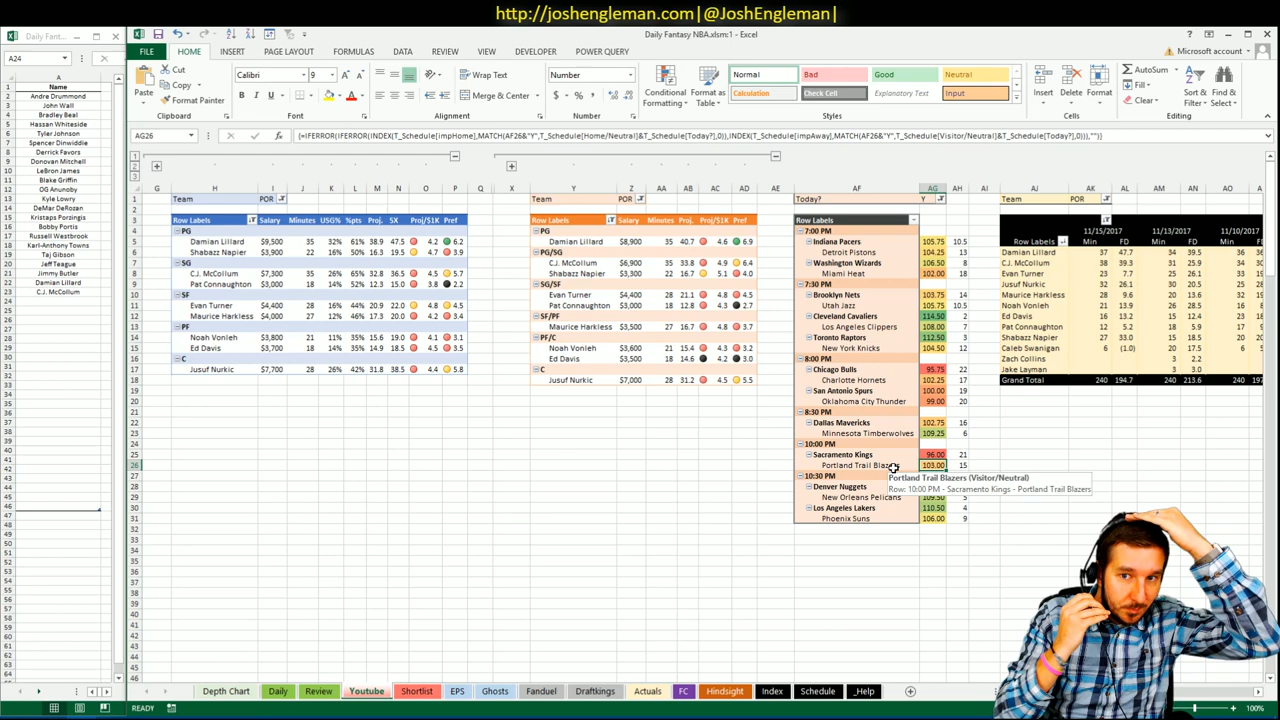 http://joshengleman.com|@JoshEngleman|
Daily Fant...
Daily Fantasy NBA.xlsm:1 - Excel
FILE HOME INSERT PAGE LAYOUT FORMULAS DATA REVIEW VIEW DEVELOPER POWER QUERY
Microsoft account
Cut
Copy
Format Painter
Paste
Clipboard
Calibri 9
Font
Wrap Text
Merge & Center
Alignment
Number
Number
Conditional Formatting
Format as Table
Normal Bad Good Neutral
Calculation Check Cell Explanatory Text Input
Styles
Insert Delete Format
Cells
AutoSum
Fill
Clear
Sort & Filter
Find & Select
Editing
A24
AG26
{=IFERROR(IFERROR(INDEX(T_Schedule[impHome],MATCH(AF26&"Y",T_Schedule[Home/Neutral]&T_Schedule[Today?],0)),INDEX(T_Schedule[impAway],MATCH(AF26&"Y",T_Schedule[Visitor/Neutral]&T_Schedule[Today?],0))),"")}
Name
Andre Drummond
John Wall
Bradley Beal
Hassan Whiteside
Tyler Johnson
Spencer Dinwiddie
Derrick Favors
Donovan Mitchell
LeBron James
Blake Griffin
OG Anunoby
Kyle Lowry
DeMar DeRozan
Kristaps Porzingis
Russell Westbrook
Karl-Anthony Towns
Taj Gibson
Jimmy Butler
Jeff Teague
Damian Lillard
C.J. McCollum
Team POR
Row Labels Salary Minutes USG% %pts Proj. 5X Proj/$1K Pref
PG
Damian Lillard $9,500 35 32% 61% 38.9 47.5 4.2 6.2
Shabazz Napier $3,900 22 18% 50% 16.3 19.5 3.9
SG
C.J. McCollum $7,300 35 26% 65% 32.8 36.5 4.5 5.7
Pat Connaughton $3,000 18 14% 52% 12.3 15.0 3.8 2.2
SF
Evan Turner $4,400 28 16% 44% 20.9 22.0 4.8 4.5
Maurice Harkless $4,000 27 12% 46% 17.3 20.0 4.2 3.4
PF
Noah Vonleh $3,800 21 11% 35% 15.6 19.0 4.1 3.1
Ed Davis $3,700 18 14% 35% 14.9 18.5 4.5 3.5
C
Jusuf Nurkic $7,700 28 26% 42% 31.8 38.5 4.4 5.8
Team POR
Row Labels Salary Minutes Proj. Proj/$1K Pref
PG
Damian Lillard $8,900 35 40.7 4.6 6.9
PG/SG
C.J. McCollum $6,900 35 33.8 4.9 6.4
Shabazz Napier $3,300 22 16.7 5.1 4.0
SG/SF
Evan Turner $4,400 28 21.1 4.8 4.5
Pat Connaughton $3,000 18 12.8 4.3 2.7
SF/PF
Maurice Harkless $3,500 27 16.7 4.8 3.7
PF/C
Noah Vonleh $3,600 21 15.4 4.3 3.2
Ed Davis $3,500 18 14.6 4.2 3.0
C
Jusuf Nurkic $7,000 28 31.2 4.5 5.5
Today? Y
Row Labels
7:00 PM
Indiana Pacers 105.75 10.5
Detroit Pistons 104.25 13
Washington Wizards 106.50 8
Miami Heat 102.00 18
7:30 PM
Brooklyn Nets 103.75 14
Utah Jazz 105.75 10.5
Cleveland Cavaliers 114.50 2
Los Angeles Clippers 108.00 7
Toronto Raptors 112.50 3
New York Knicks 104.50 12
8:00 PM
Chicago Bulls 95.75 22
Charlotte Hornets 102.25 17
San Antonio Spurs 100.00 19
Oklahoma City Thunder 99.00 20
8:30 PM
Dallas Mavericks 102.75 16
Minnesota Timberwolves 109.25 6
10:00 PM
Sacramento Kings 96.00 21
Portland Trail Blazers 103.00 15
10:30 PM
Portland Trail Blazers (Visitor/Neutral)
Row: 10:00 PM - Sacramento Kings - Portland Trail Blazers
Denver Nuggets
New Orleans Pelicans 109.50 5
Los Angeles Lakers 110.50 4
Phoenix Suns 106.00 9
Team POR
11/15/2017 11/13/2017 11/10/2017
Row Labels Min FD Min FD Min FD
Damian Lillard 37 47.7 34 39.5
C.J. McCollum 38 39.3 25.9
Evan Turner 23 7.7 26 23.1
Jusuf Nurkic 32 26.1 30 20.5
Maurice Harkless 28 9.6 20 13.4
Noah Vonleh 21 13.9 26 28.5
Ed Davis 16 13.2 15 12.4
Pat Connaughton 12 5.2 18 5.9
Shabazz Napier 27 33.0 18 24.5
Caleb Swanigan 6 (1.0) 20 17.5
Zach Collins 3 2.2
Jake Layman 3 3.0
Grand Total 240 194.7 240 213.6 240
Depth Chart Daily Review Youtube Shortlist EPS Ghosts Fanduel Draftkings Actuals FC Hindsight Index Schedule _Help
READY
100%